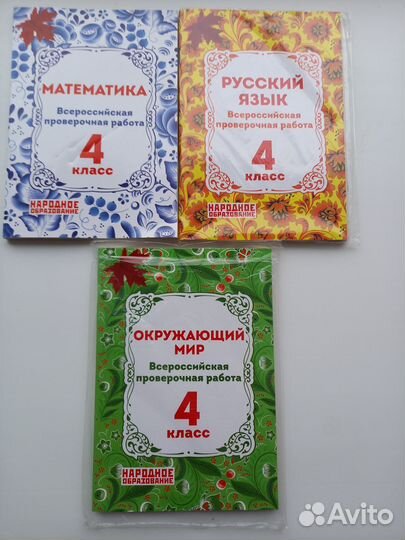 МАТЕМАТИКА
Всероссийская
проверочная работа
4
класс
НАРОДНОЕ
ОБРАЗОВАНИЕ
РУССКИЙ
ЯЗЫК
Всероссийская
проверочная работа
4
класс
НАРОДНОЕ
ОБРАЗОВАНИЕ
ОКРУЖАЮЩИЙ
МИР
Всероссийская
проверочная работа
4
класс
НАРОДНОЕ
ОБРАЗОВАНИЕ
Avito